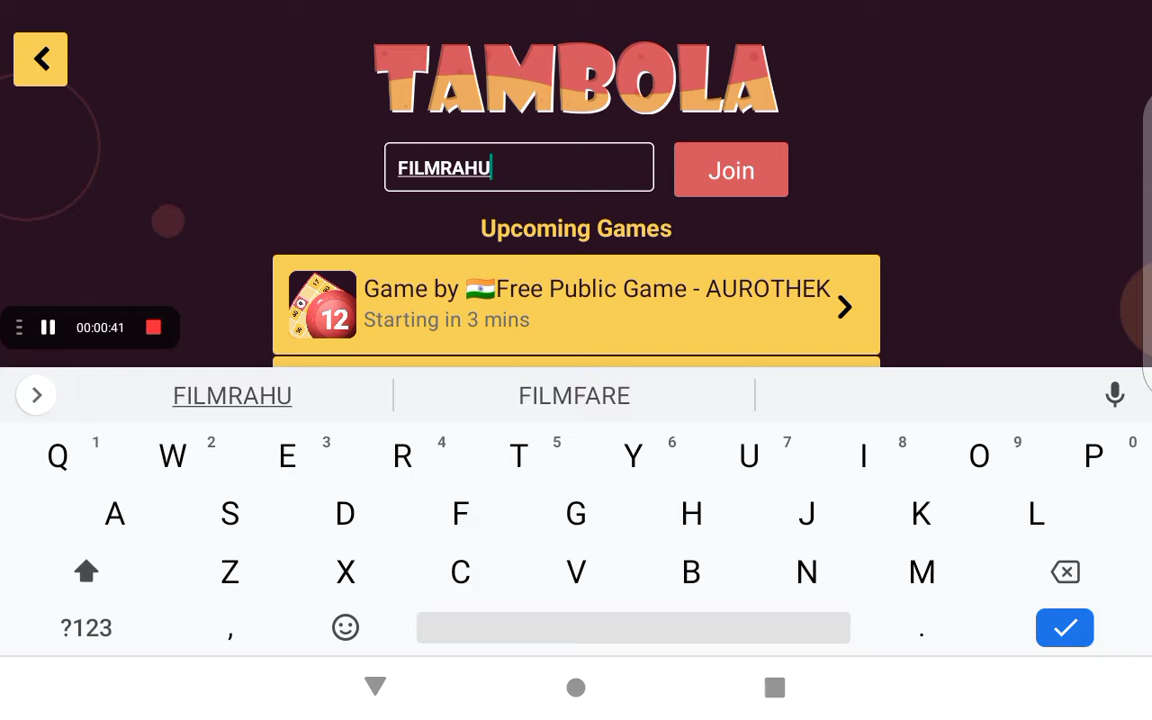 TAMBOLA
FILMRAHU
Join
Upcoming Games
12
Game by 🇮🇳Free Public Game - AUROTHEK
Starting in 3 mins
00:00:41
FILMRAHU FILMFARE
Q 1 W 2 E 3 R 4 T 5 Y 6 U 7 I 8 O 9 P 0
A S D F G H J K L
Z X C V B N M
?123 , .